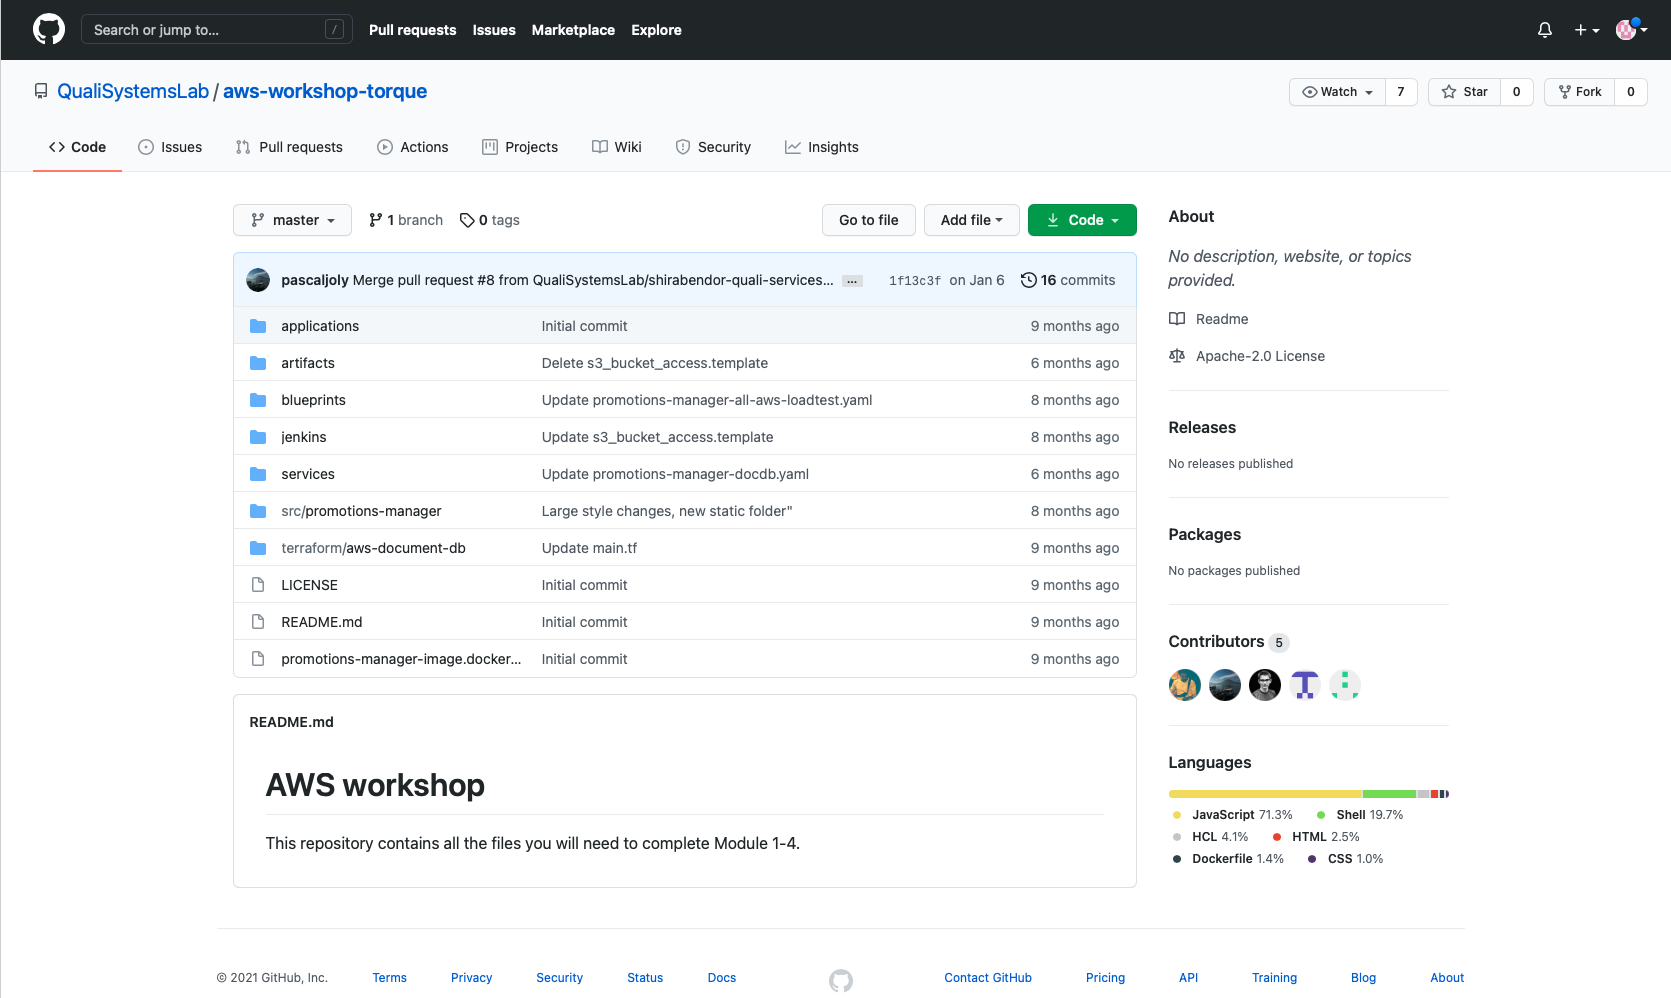 Search or jump to... / Pull requests Issues Marketplace Explore
QualiSystemsLab / aws-workshop-torque Watch 7 Star 0 Fork 0
Code Issues Pull requests Actions Projects Wiki Security Insights
master 1 branch 0 tags Go to file Add file Code
pascaljoly Merge pull request #8 from QualiSystemsLab/shirabendor-quali-services... ... 1f13c3f on Jan 6 16 commits
applications Initial commit 9 months ago
artifacts Delete s3_bucket_access.template 6 months ago
blueprints Update promotions-manager-all-aws-loadtest.yaml 8 months ago
jenkins Update s3_bucket_access.template 8 months ago
services Update promotions-manager-docdb.yaml 6 months ago
src/promotions-manager Large style changes, new static folder" 8 months ago
terraform/aws-document-db Update main.tf 9 months ago
LICENSE Initial commit 9 months ago
README.md Initial commit 9 months ago
promotions-manager-image.docker... Initial commit 9 months ago
README.md
AWS workshop
This repository contains all the files you will need to complete Module 1-4.
About
No description, website, or topics
provided.
Readme
Apache-2.0 License
Releases
No releases published
Packages
No packages published
Contributors 5
Languages
JavaScript 71.3% Shell 19.7%
HCL 4.1% HTML 2.5%
Dockerfile 1.4% CSS 1.0%
© 2021 GitHub, Inc. Terms Privacy Security Status Docs Contact GitHub Pricing API Training Blog About